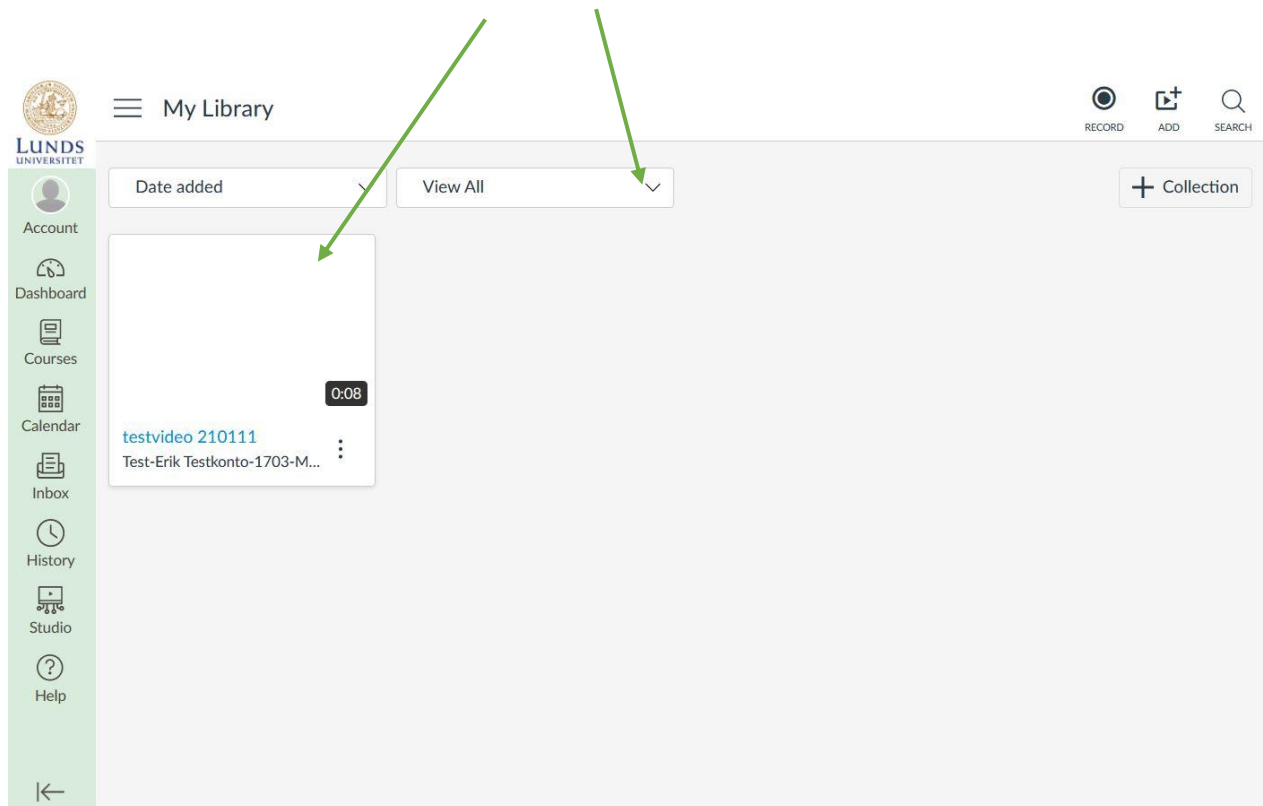 LUNDS
UNIVERSITET
My Library
RECORD
ADD
SEARCH
Account
Dashboard
Courses
Calendar
Inbox
History
Studio
Help
Date added
View All
+ Collection
0:08
testvideo 210111
Test-Erik Testkonto-1703-M...